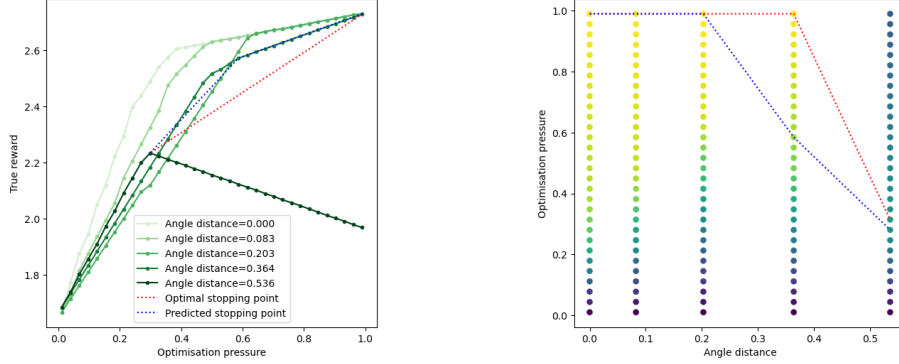 True reward
2.6
2.4
2.2
2.0
1.8
0.0 0.2 0.4 0.6 0.8 1.0
Optimisation pressure
Angle distance=0.000
Angle distance=0.083
Angle distance=0.203
Angle distance=0.364
Angle distance=0.536
Optimal stopping point
Predicted stopping point
Optimisation pressure
1.0
0.8
0.6
0.4
0.2
0.0
0.0 0.1 0.2 0.3 0.4 0.5
Angle distance